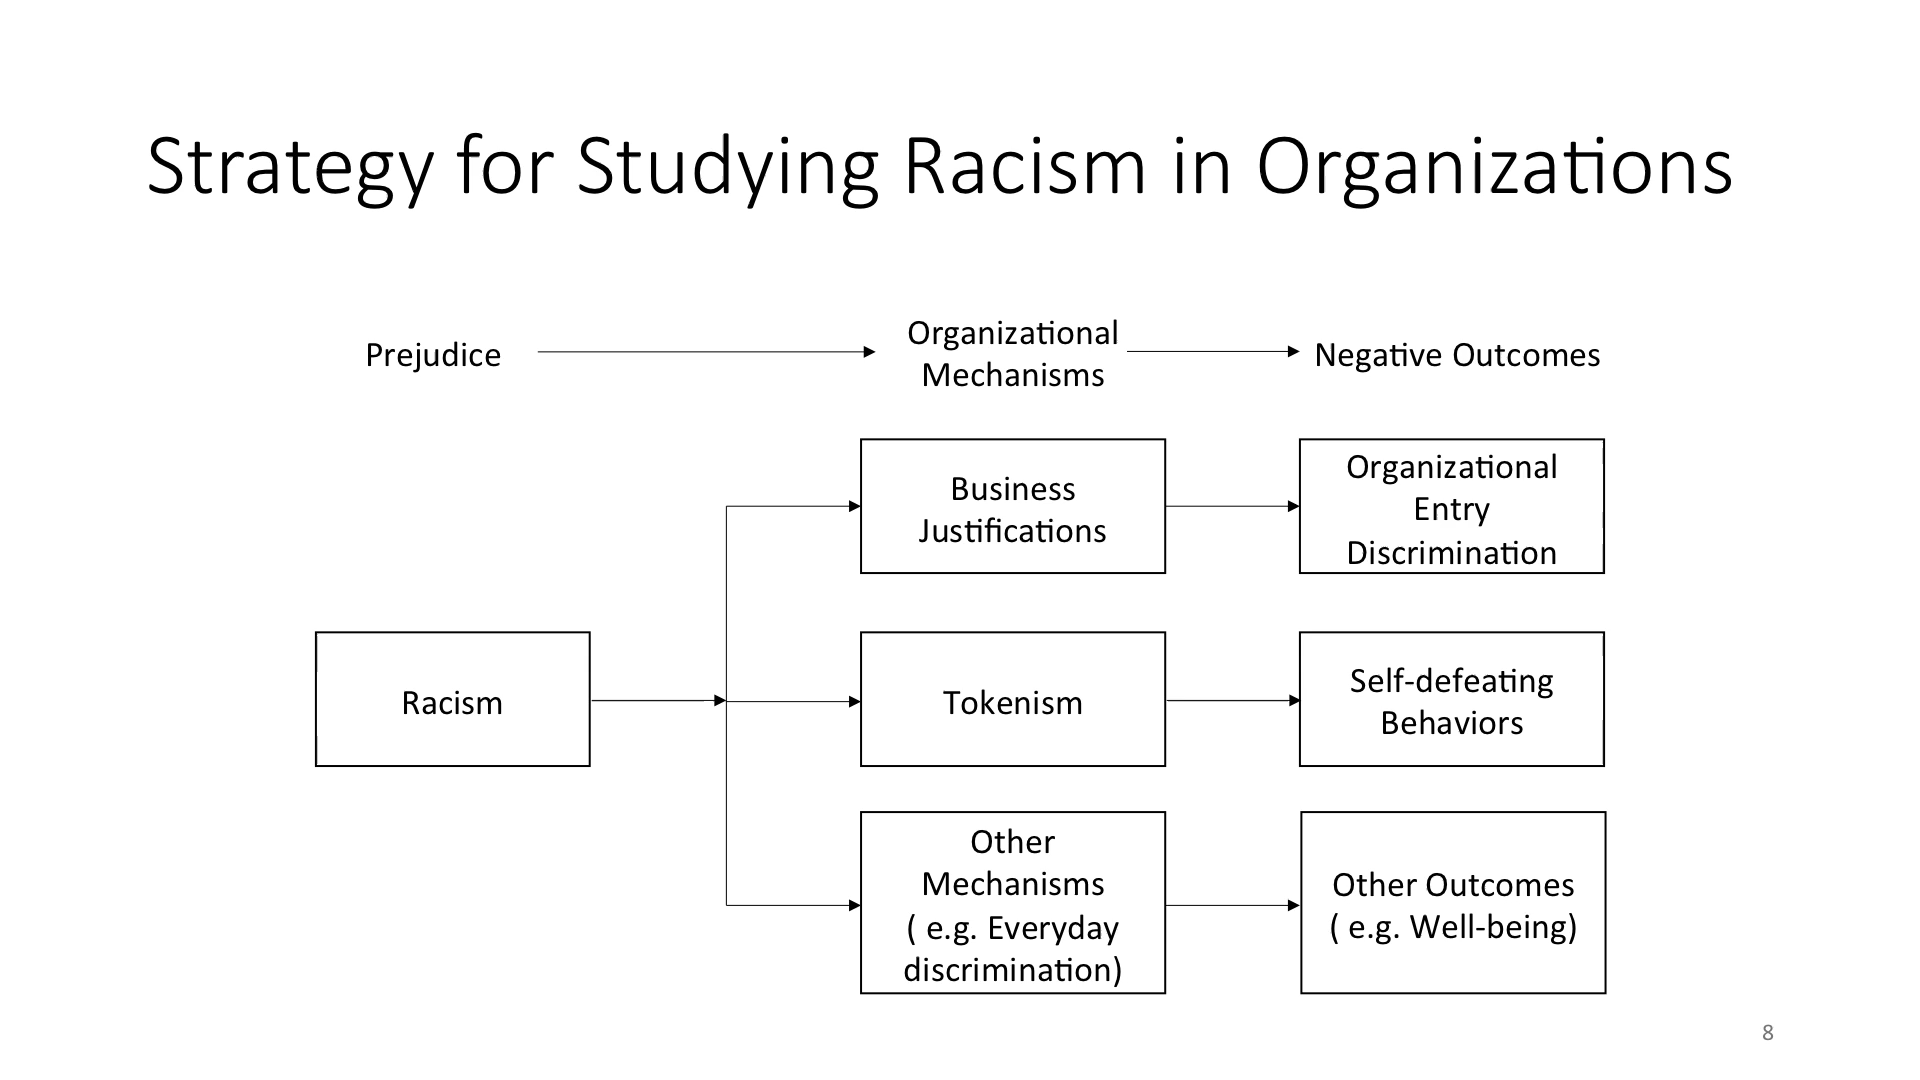 Strategy for Studying Racism in Organizations
Prejudice
Organizational
Mechanisms
Negative Outcomes
Business
Justifications
Organizational
Entry
Discrimination
Racism
Tokenism
Self-defeating
Behaviors
Other
Mechanisms
( e.g. Everyday
discrimination)
Other Outcomes
( e.g. Well-being)
8